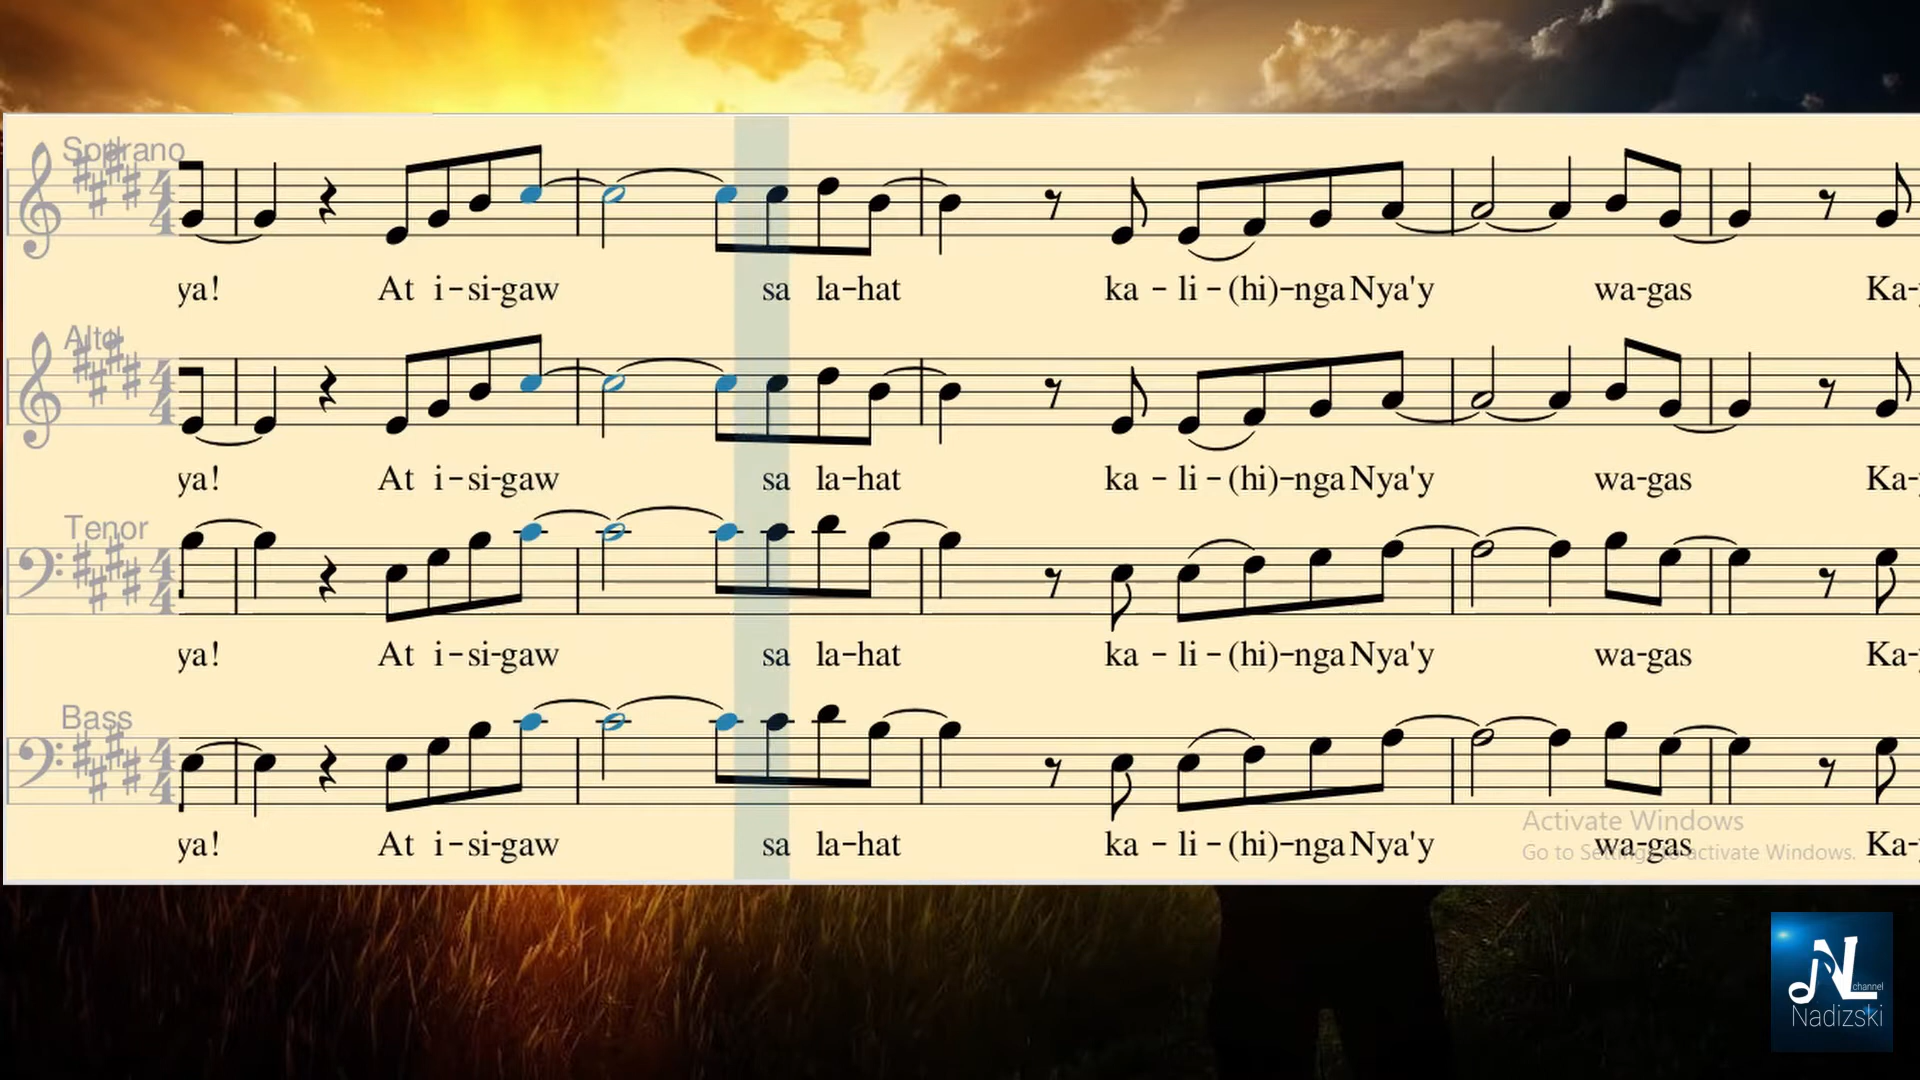 Soprano
ya! At i-si-gaw sa la-hat ka-li-(hi)-nga Nya'y wa-gas Ka-
Alto
ya! At i-si-gaw sa la-hat ka-li-(hi)-nga Nya'y wa-gas Ka-
Tenor
ya! At i-si-gaw sa la-hat ka-li-(hi)-nga Nya'y wa-gas Ka-
Bass
ya! At i-si-gaw sa la-hat ka-li-(hi)-nga Nya'y wa-gas Ka-
Activate Windows
Go to Settings to activate Windows.
NL
channel
Nadizski